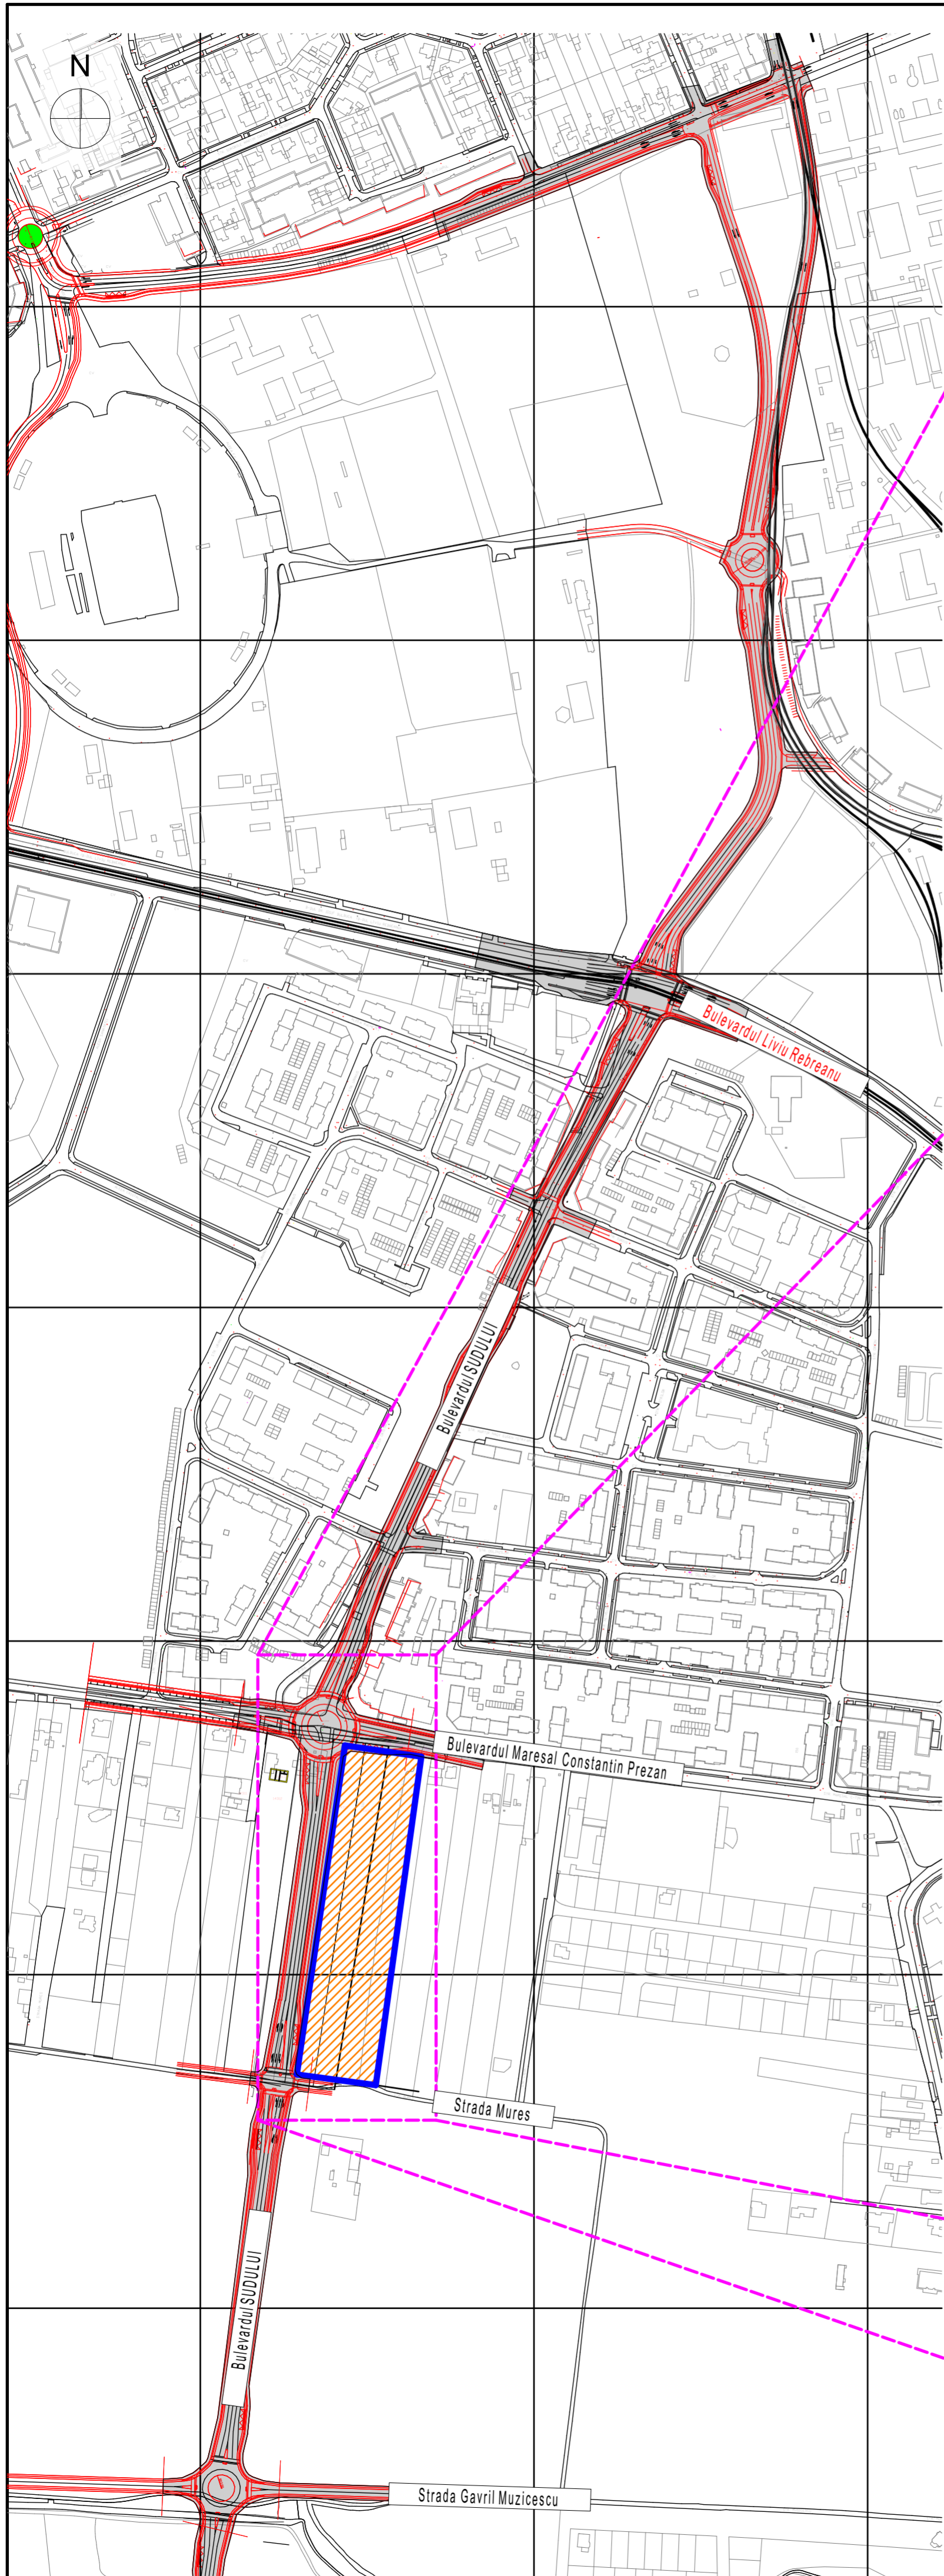 N
Bulevardul Liviu Rebreanu
Bulevardul SUDULUI
Bulevardul Maresal Constantin Prezan
Strada Mures
Bulevardul SUDULUI
Strada Gavril Muzicescu